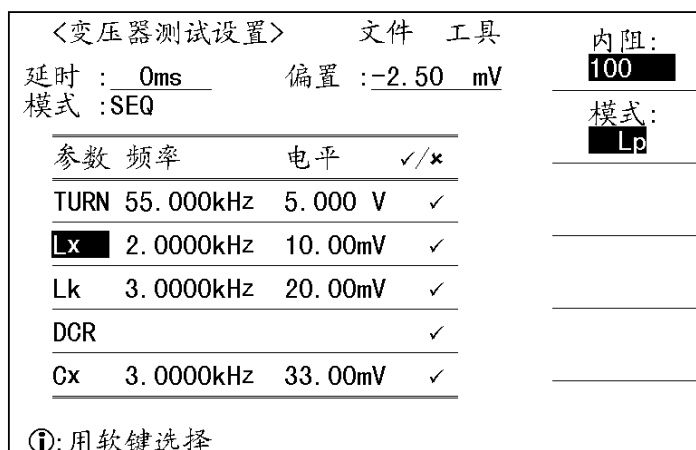 <变压器测试设置> 文件 工具
延时 : 0ms 偏置 :-2.50 mV
模式 :SEQ
参数 频率 电平 ✓/×
TURN 55.000kHz 5.000 V ✓
Lx 2.0000kHz 10.00mV ✓
Lk 3.0000kHz 20.00mV ✓
DCR ✓
Cx 3.0000kHz 33.00mV ✓
ⓘ:用软键选择
内阻:
100
模式:
Lp